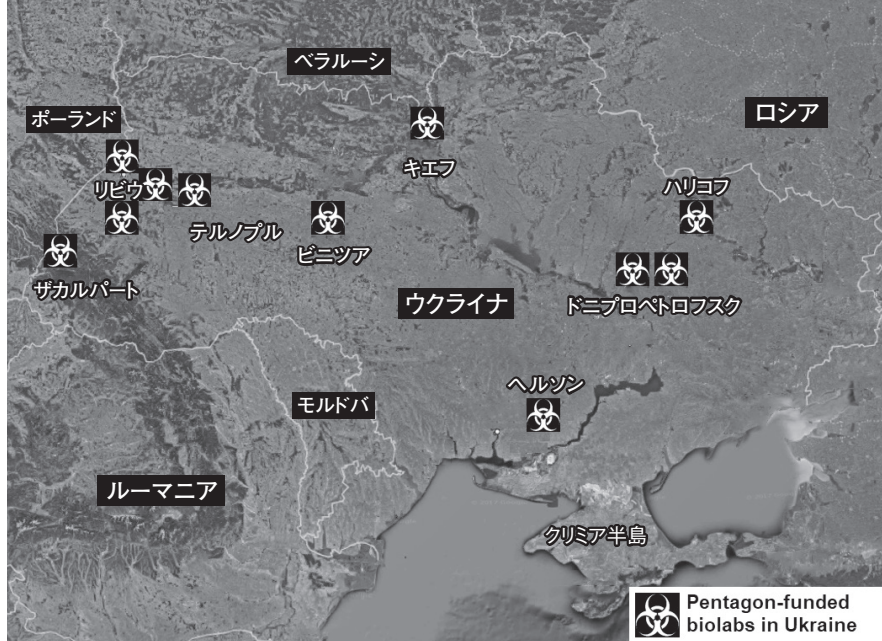 ベラルーシ
ポーランド
ロシア
キエフ
リビウ
ハリコフ
テルノプル
ビニツア
ザカルパート
ウクライナ
ドニプロペトロフスク
ヘルソン
モルドバ
ルーマニア
クリミア半島
Pentagon-funded
biolabs in Ukraine